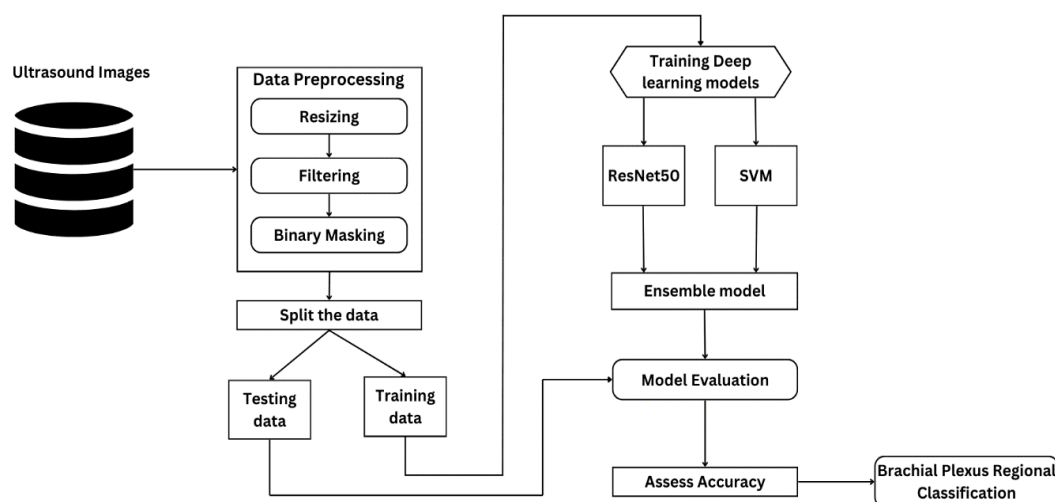 Ultrasound Images
Data Preprocessing
Resizing
Filtering
Binary Masking
Split the data
Testing
data
Training
data
Training Deep
learning models
ResNet50
SVM
Ensemble model
Model Evaluation
Assess Accuracy
Brachial Plexus Regional
Classification